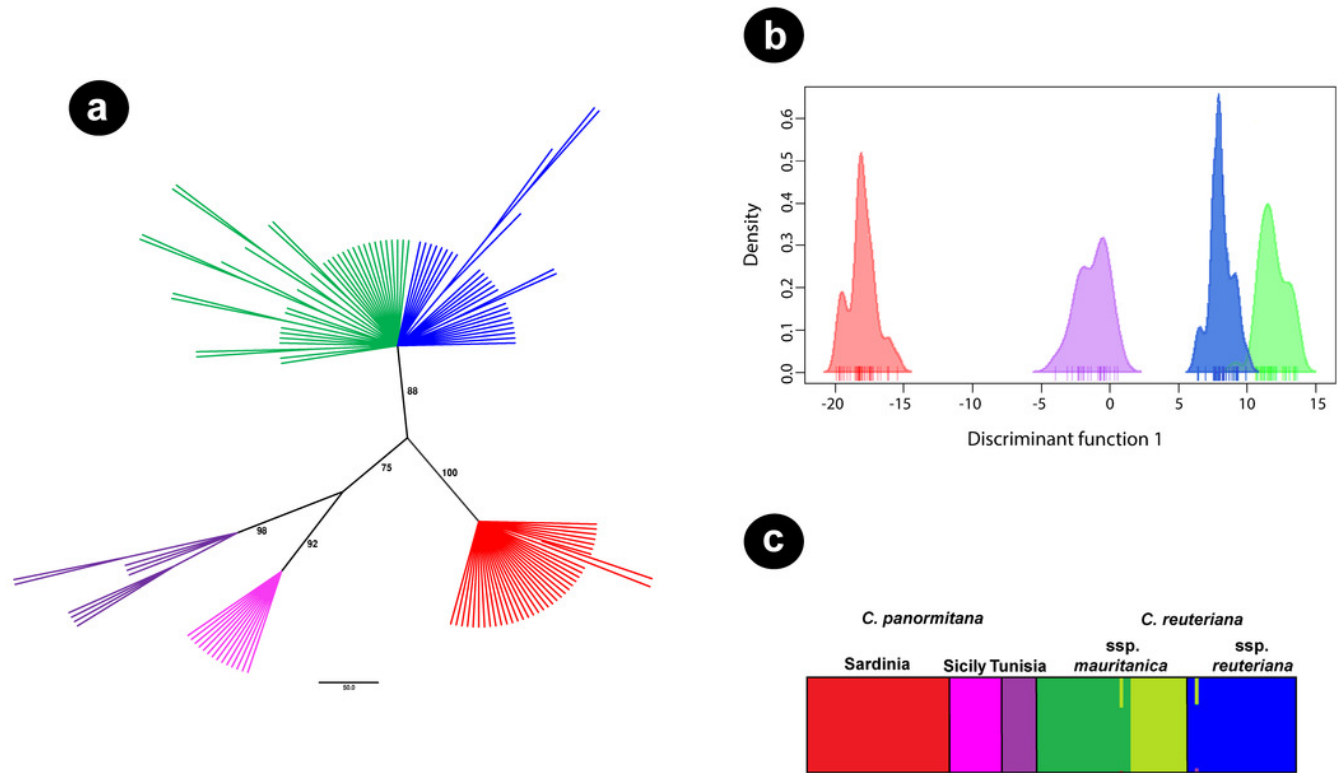 a
88
75
100
98
92
50.0
b
Density
0.6
0.5
0.4
0.3
0.2
0.1
0.0
-20 -15 -10 -5 0 5 10 15
Discriminant function 1
c
C. panormitana C. reuteriana
ssp. ssp.
Sardinia Sicily Tunisia mauritanica reuteriana